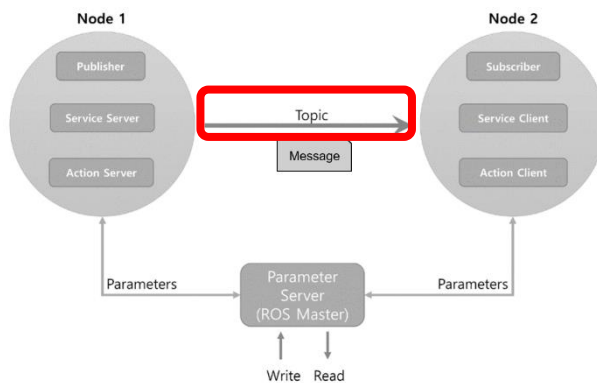 Node 1
Node 2
Publisher
Subscriber
Topic
Service Server
Service Client
Message
Action Server
Action Client
Parameters
Parameter
Server
(ROS Master)
Parameters
Write
Read